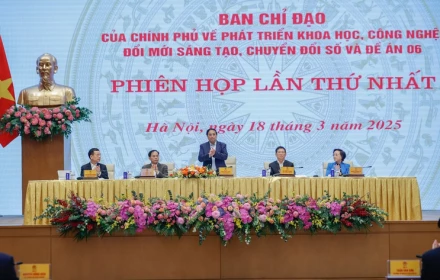 BAN CHỈ ĐẠO
CỦA CHÍNH PHỦ VỀ PHÁT TRIỂN KHOA HỌC, CÔNG NGHỆ
ĐỔI MỚI SÁNG TẠO, CHUYỂN ĐỔI SỐ VÀ ĐỀ ÁN 06
PHIÊN HỌP LẦN THỨ NHẤT
Hà Nội, ngày 18 tháng 3 năm 2025